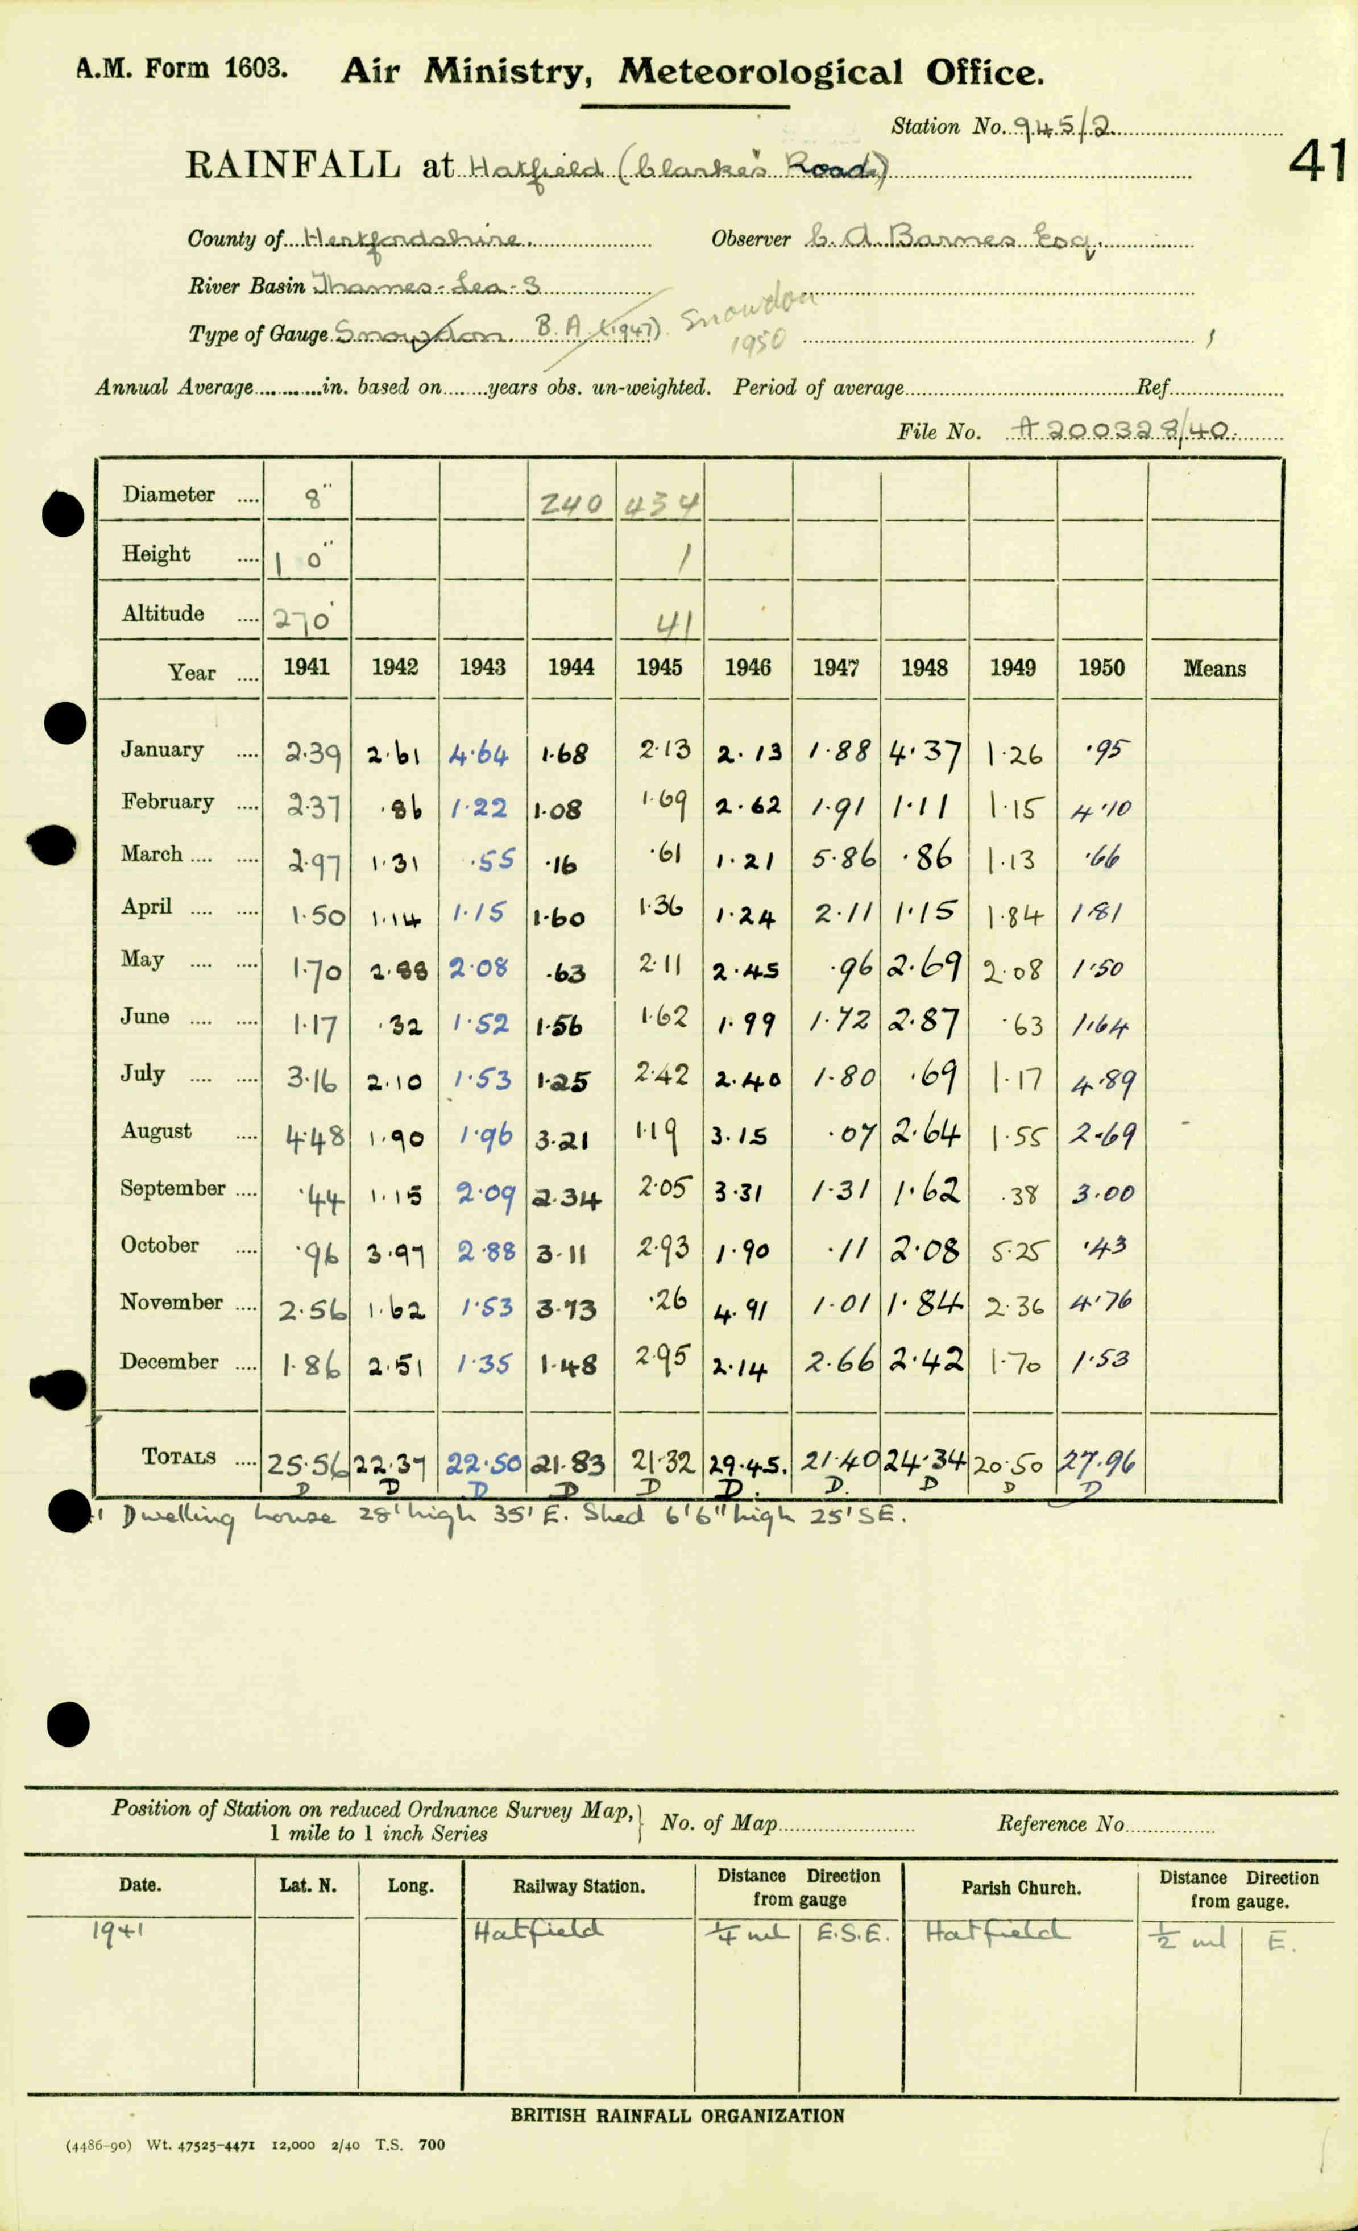 A.M. Form 1603. Air Ministry, Meteorological Office.
Station No. 945/2
41
RAINFALL at Hatfield (Clarke's Road)
County of Hertfordshire. Observer C. A. Barnes Esq.
River Basin Thames-Lea-S
Type of Gauge Snowdon. B.A (1947) Snowdon 1950
Annual Average in. based on years obs. un-weighted. Period of average Ref.
File No. A200328/40.
Diameter 8" 240 434
Height 1 0" 1
Altitude 270' 41
Year 1941 1942 1943 1944 1945 1946 1947 1948 1949 1950 Means
January 2.39 2.61 4.64 1.68 2.13 2.13 1.88 4.37 1.26 .95
February 2.37 .86 1.22 1.08 1.69 2.62 1.91 1.11 1.15 4.10
March 2.97 1.31 .55 .16 .61 1.21 5.86 .86 1.13 .66
April 1.50 1.14 1.15 1.60 1.36 1.24 2.11 1.15 1.84 1.81
May 1.70 2.88 2.08 .63 2.11 2.45 .96 2.69 2.08 1.50
June 1.17 .32 1.52 1.56 1.62 1.99 1.72 2.87 .63 1.64
July 3.16 2.10 1.53 1.25 2.42 2.40 1.80 .69 1.17 4.89
August 4.48 1.90 1.96 3.21 1.19 3.15 .07 2.64 1.55 2.69
September .44 1.15 2.09 2.34 2.05 3.31 1.31 1.62 .38 3.00
October .96 3.97 2.88 3.11 2.93 1.90 .11 2.08 5.25 .43
November 2.56 1.62 1.53 3.73 .26 4.91 1.01 1.84 2.36 4.76
December 1.86 2.51 1.35 1.48 2.95 2.14 2.66 2.42 1.70 1.53
TOTALS 25.56 22.37 22.50 21.83 21.32 29.45. 21.40 24.34 20.50 27.96
D D D D D D. D. D D D
Dwelling house 28' high 35' E. Shed 6'6" high 25' SE.
Position of Station on reduced Ordnance Survey Map, 1 mile to 1 inch Series No. of Map Reference No.
Date. Lat. N. Long. Railway Station. Distance Direction from gauge Parish Church. Distance Direction from gauge.
1941 Hatfield 1/4 ml E.S.E. Hatfield 1/2 ml E.
BRITISH RAINFALL ORGANIZATION
(4486-90) Wt. 47525-4471 12,000 2/40 T.S. 700